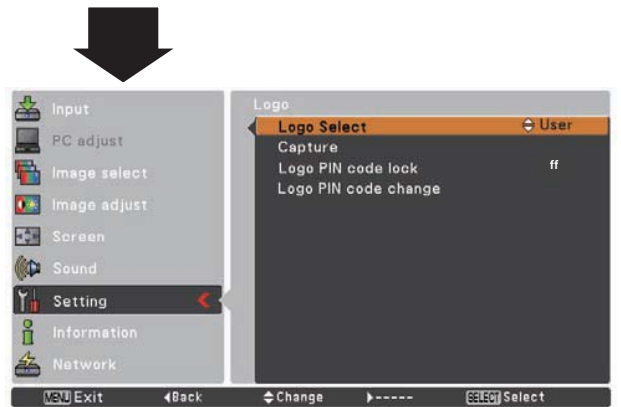 Input
PC adjust
Image select
Image adjust
Screen
Sound
Setting
Information
Network
Logo
Logo Select User
Capture
Logo PIN code lock ff
Logo PIN code change
MENU Exit Back Change ----- SELECT Select